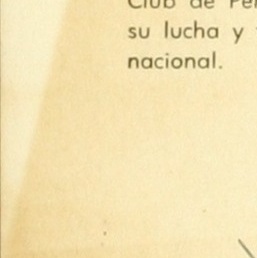 Club de
su lucha y
nacional.